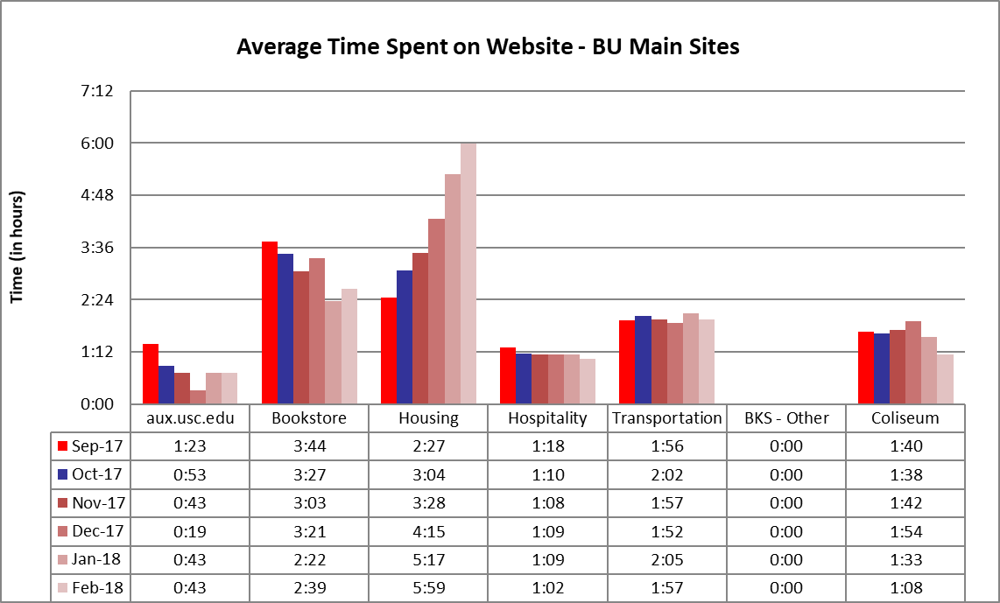 Average Time Spent on Website - BU Main Sites
Time (in hours)
7:12
6:00
4:48
3:36
2:24
1:12
0:00
aux.usc.edu Bookstore Housing Hospitality Transportation BKS - Other Coliseum
Sep-17 1:23 3:44 2:27 1:18 1:56 0:00 1:40
Oct-17 0:53 3:27 3:04 1:10 2:02 0:00 1:38
Nov-17 0:43 3:03 3:28 1:08 1:57 0:00 1:42
Dec-17 0:19 3:21 4:15 1:09 1:52 0:00 1:54
Jan-18 0:43 2:22 5:17 1:09 2:05 0:00 1:33
Feb-18 0:43 2:39 5:59 1:02 1:57 0:00 1:08